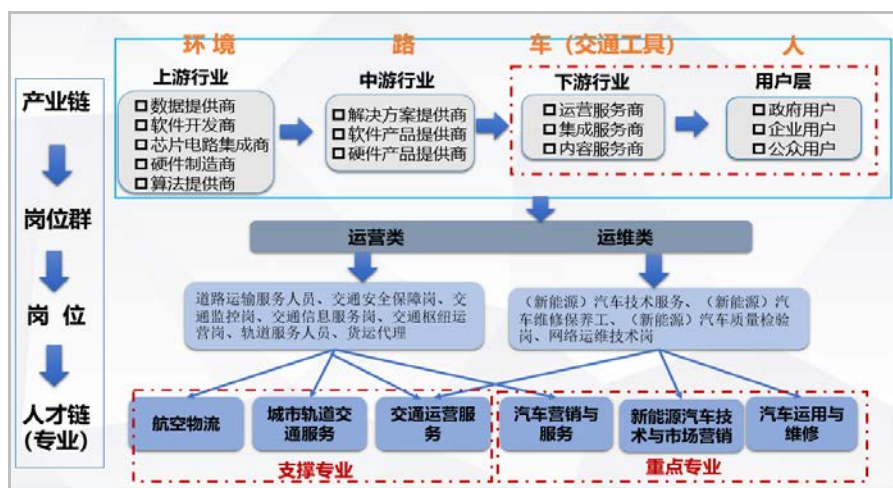 环 境
路
车（交通工具）
人
产业链
岗位群
岗 位
人才链
(专业)
上游行业
数据提供商
软件开发商
芯片电路集成商
硬件制造商
算法提供商
中游行业
解决方案提供商
软件产品提供商
硬件产品提供商
下游行业
运营服务商
集成服务商
内容服务商
用户层
政府用户
企业用户
公众用户
运营类
运维类
道路运输服务人员、交通安全保障岗、交
通监控岗、交通信息服务岗、交通枢纽运
营岗、轨道服务人员、货运代理
（新能源）汽车技术服务、（新能源）汽
车维修保养工、（新能源）汽车质量检验
岗、网络运维技术岗
航空物流
城市轨道交
通服务
交通运营服
务
汽车营销与
服务
新能源汽车技
术与市场营销
汽车运用与
维修
支撑专业
重点专业